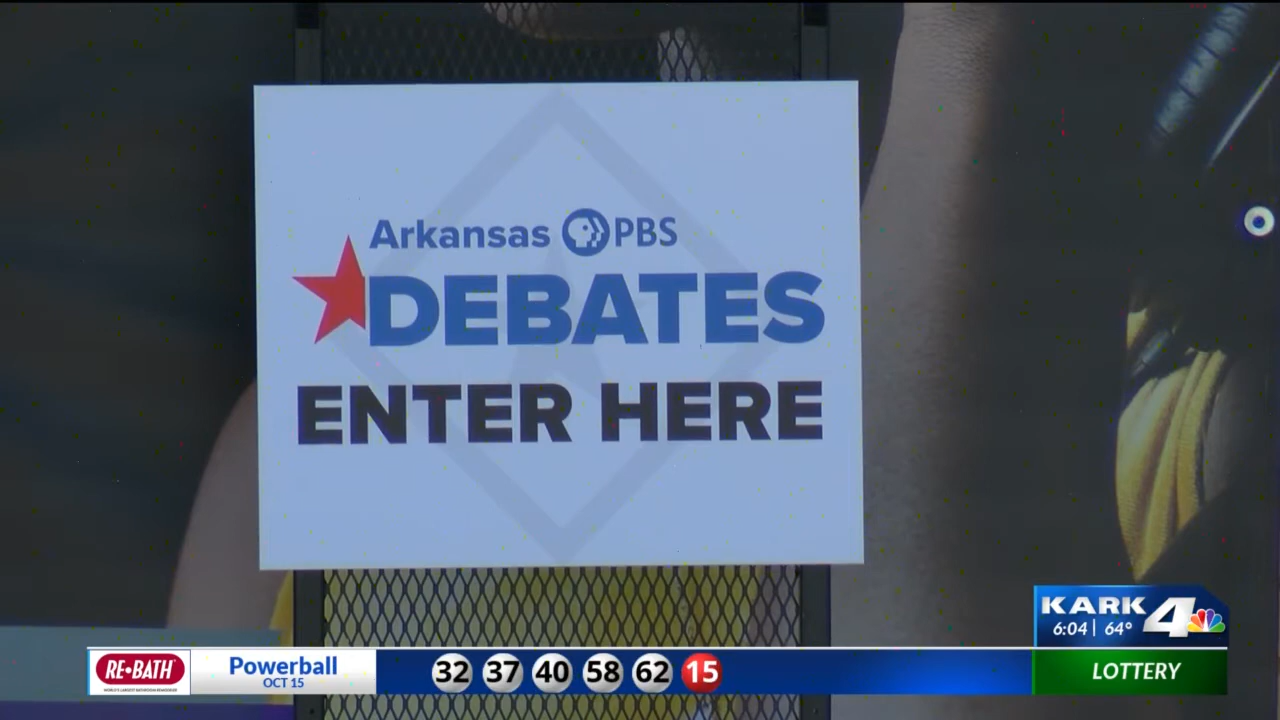 Arkansas PBS
DEBATES
ENTER HERE
KARK 4
6:04 | 64°
RE·BATH
Powerball
OCT 15
32 37 40 58 62 15
LOTTERY